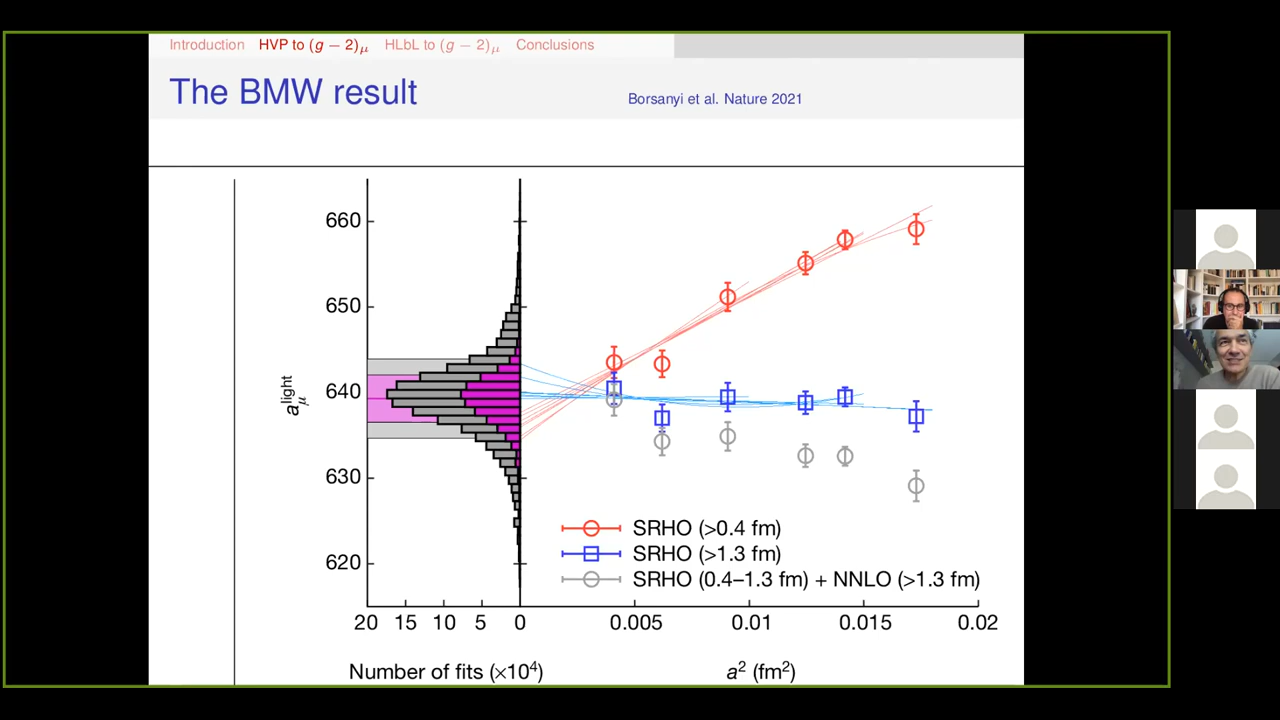 Introduction HVP to (g − 2)μ HLbL to (g − 2)μ Conclusions
The BMW result
Borsanyi et al. Nature 2021
660
650
640
630
620
aμ^light
SRHO (>0.4 fm)
SRHO (>1.3 fm)
SRHO (0.4–1.3 fm) + NNLO (>1.3 fm)
20 15 10 5 0 0.005 0.01 0.015 0.02
Number of fits (×10⁴) a² (fm²)